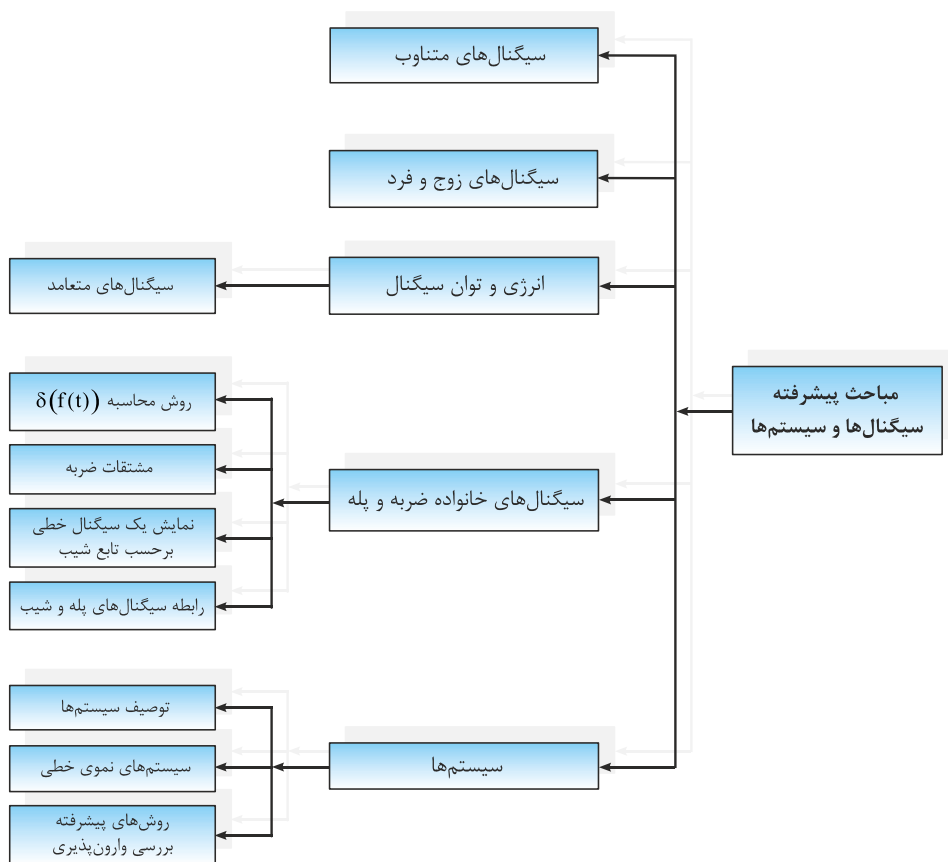 مباحث پیشرفته
سیگنال‌ها و سیستم‌ها
سیگنال‌های متناوب
سیگنال‌های زوج و فرد
انرژی و توان سیگنال
سیگنال‌های متعامد
سیگنال‌های خانواده ضربه و پله
روش محاسبه δ(f(t))
مشتقات ضربه
نمایش یک سیگنال خطی
برحسب تابع شیب
رابطه سیگنال‌های پله و شیب
سیستم‌ها
توصیف سیستم‌ها
سیستم‌های نموی خطی
روش‌های پیشرفته
بررسی وارون‌پذیری